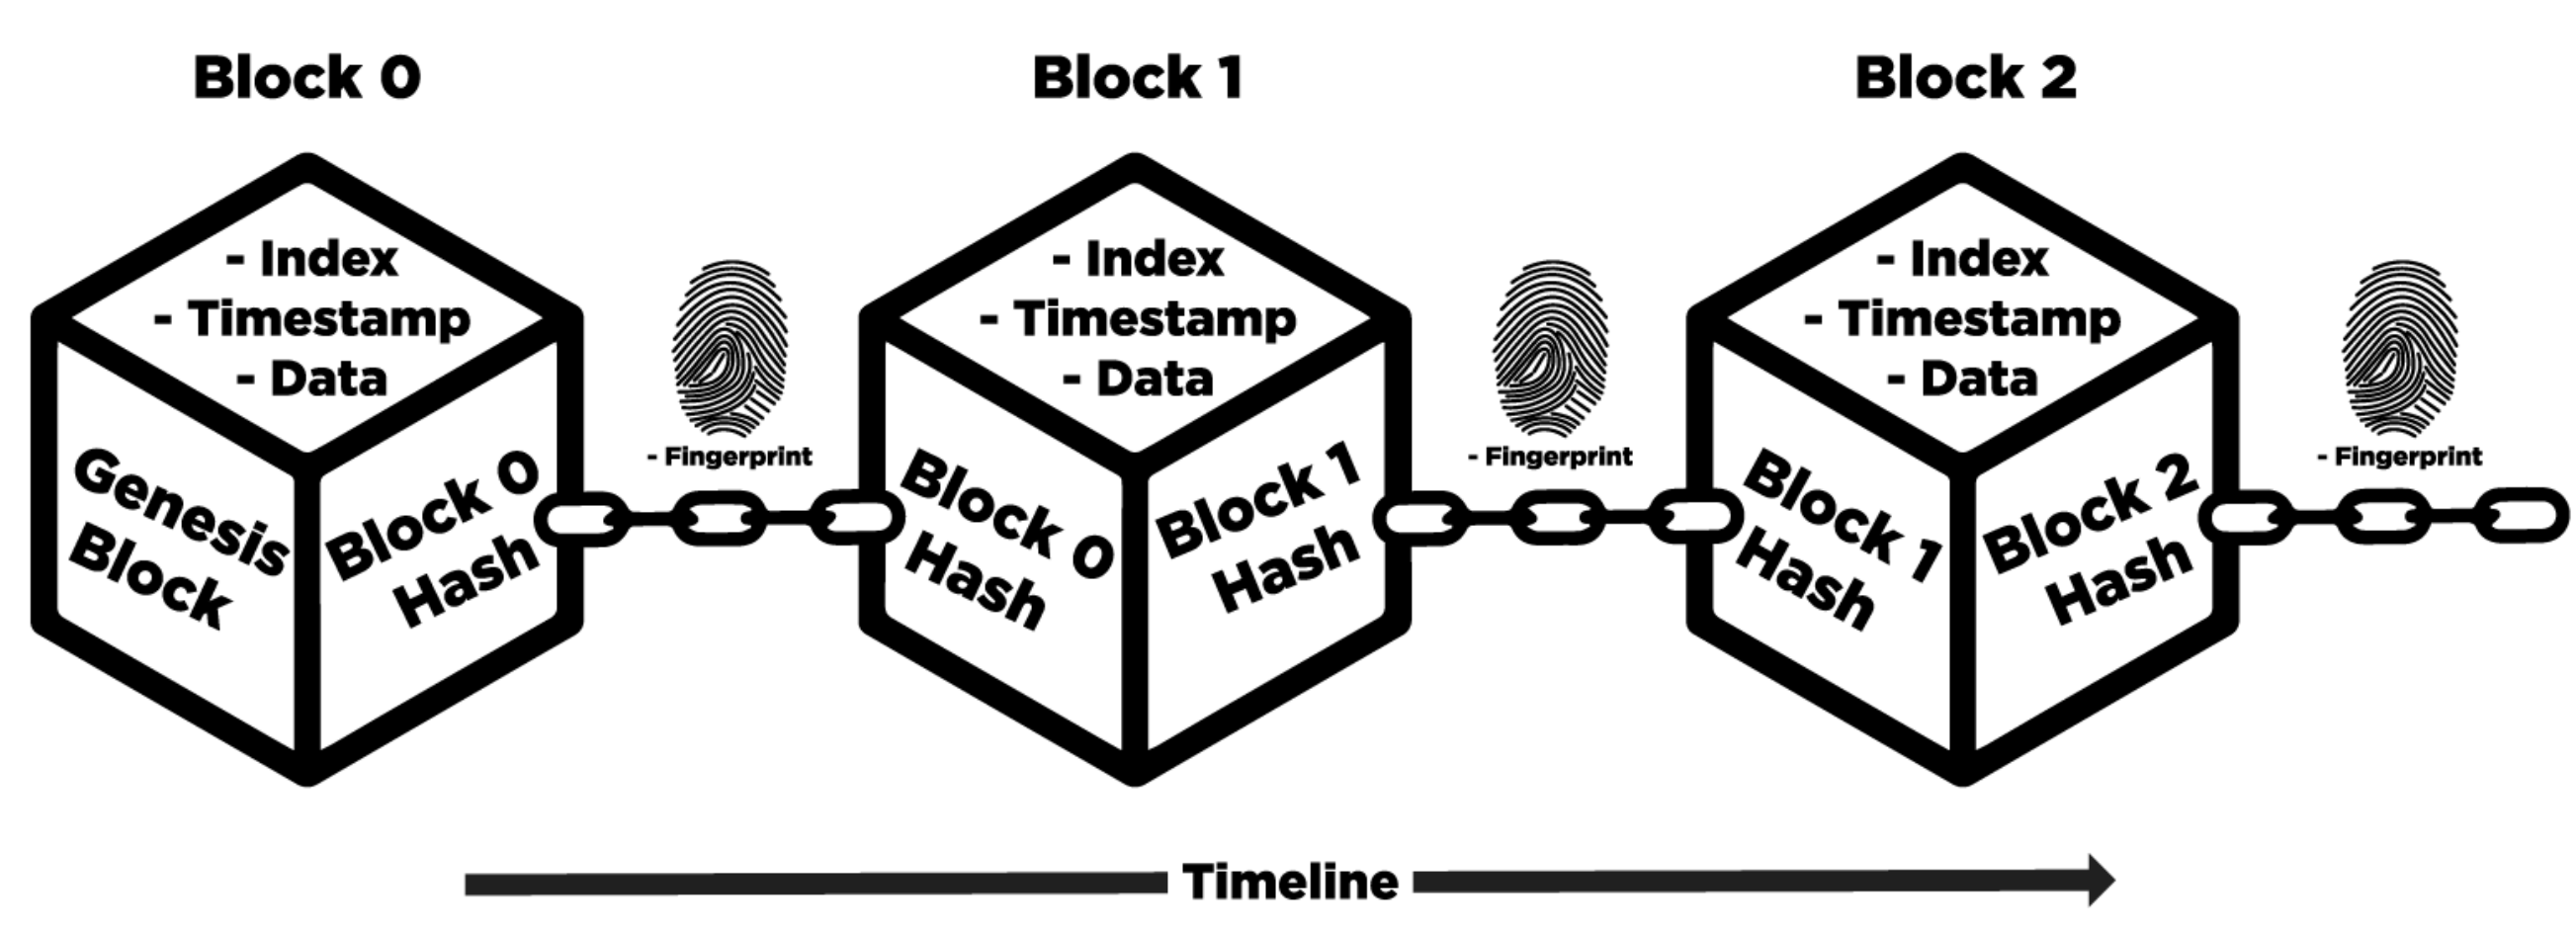 Block 0
- Index
- Timestamp
- Data
Genesis
Block
Block 0
Hash
- Fingerprint
Block 1
- Index
- Timestamp
- Data
Block 0
Hash
Block 1
Hash
- Fingerprint
Block 2
- Index
- Timestamp
- Data
Block 1
Hash
Block 2
Hash
- Fingerprint
Timeline